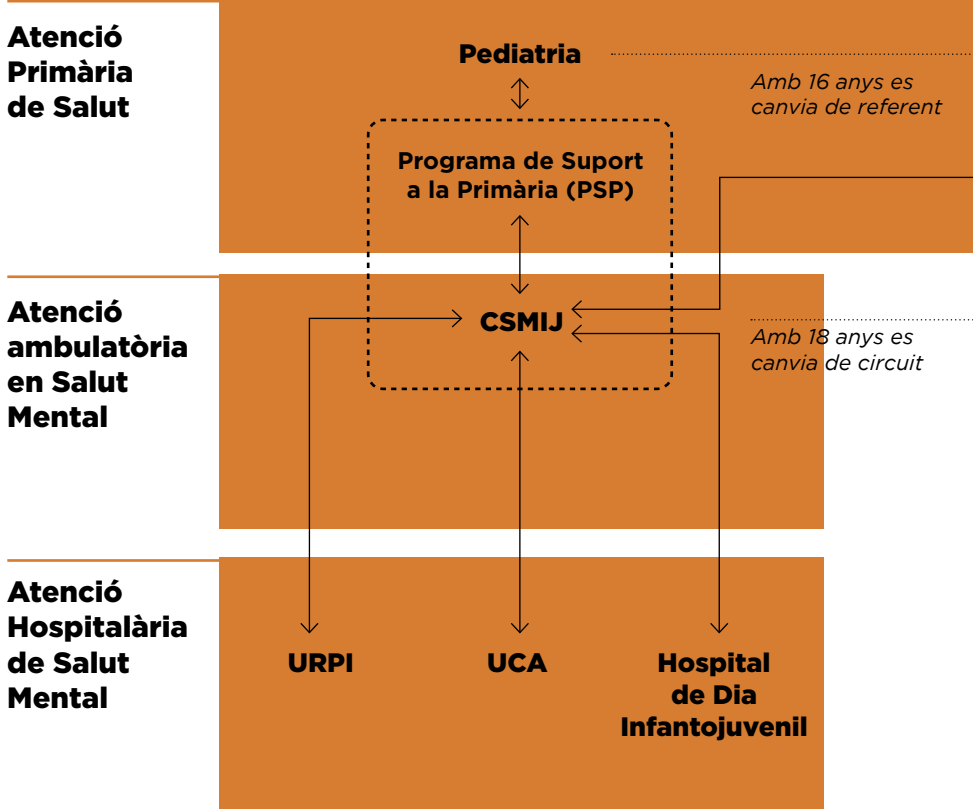 Atenció
Primària
de Salut
Pediatria
Amb 16 anys es
canvia de referent
Programa de Suport
a la Primària (PSP)
Atenció
ambulatòria
en Salut
Mental
CSMIJ
Amb 18 anys es
canvia de circuit
Atenció
Hospitalària
de Salut
Mental
URPI
UCA
Hospital
de Dia
Infantojuvenil